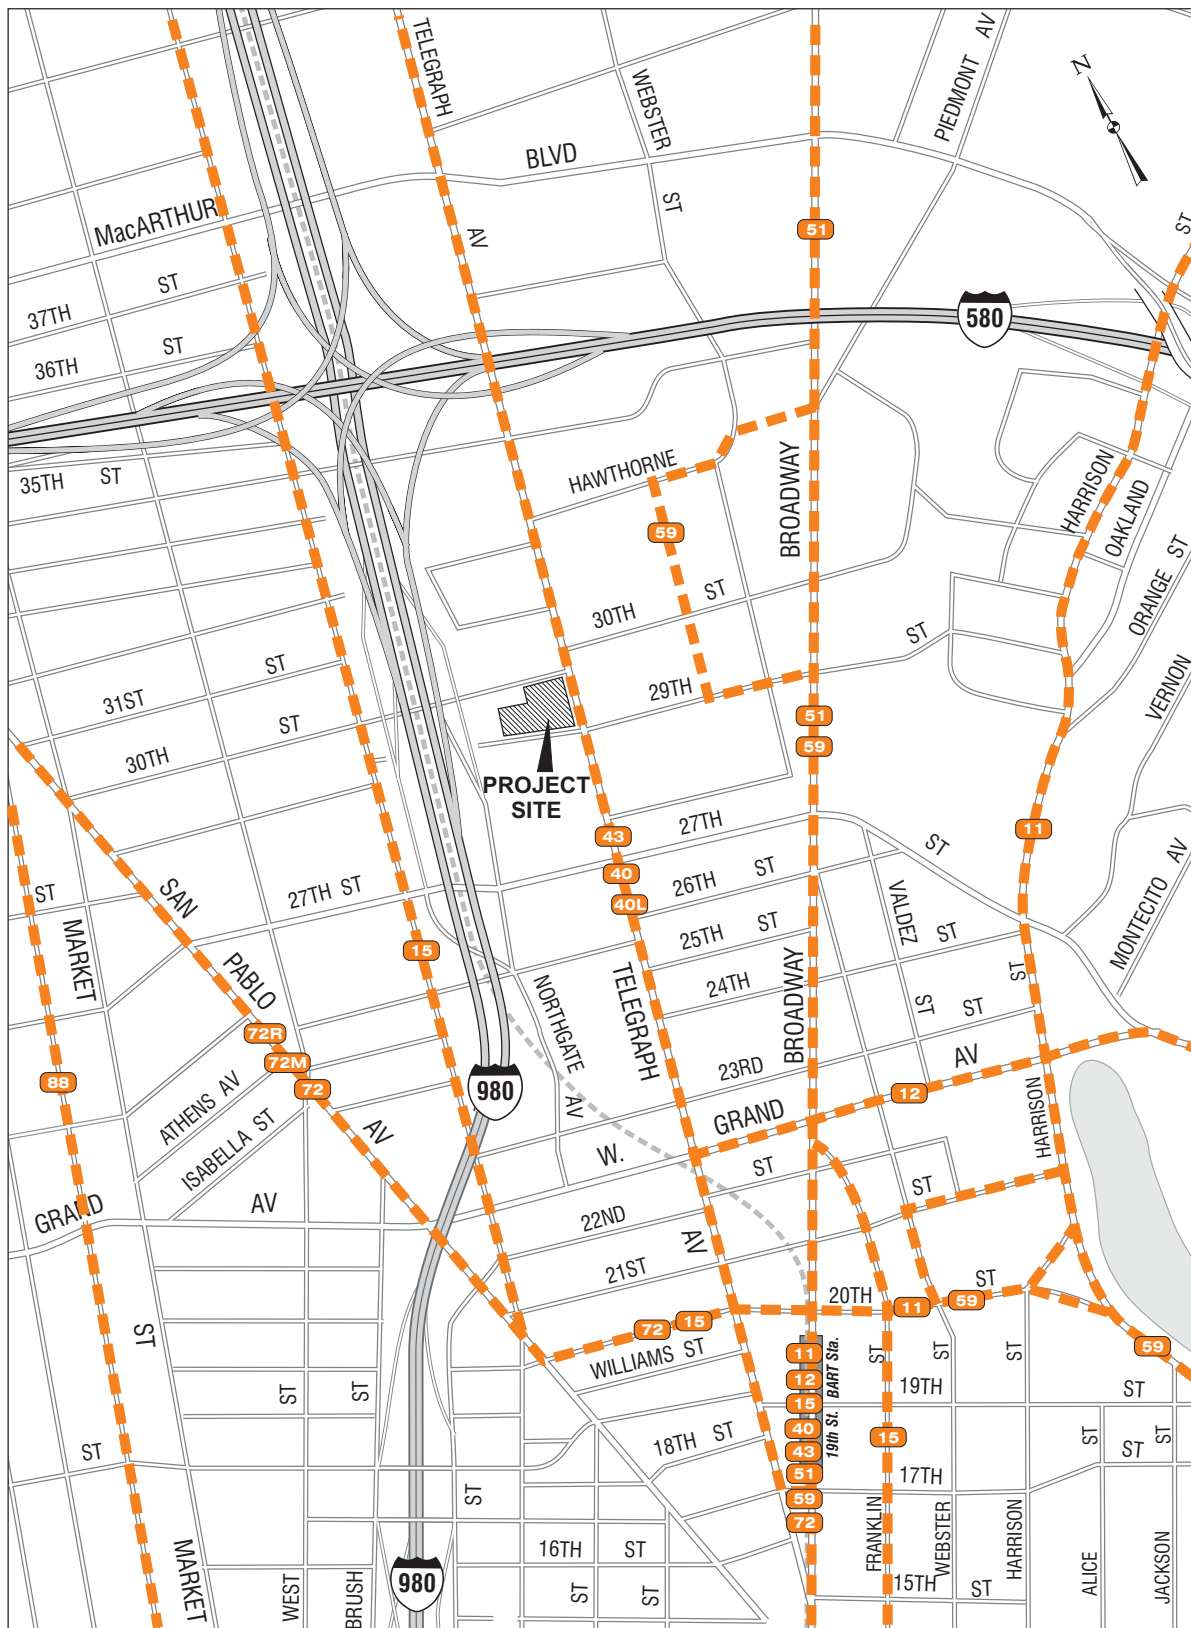 TELEGRAPH
WEBSTER
PIEDMONT AV
N
BLVD
MacARTHUR
ST
AV
51
ST
37TH ST
580
36TH ST
35TH ST
HAWTHORNE
BROADWAY
HARRISON
OAKLAND
59
ORANGE ST
30TH ST
ST
VERNON
31ST ST
29TH
30TH ST
51
59
PROJECT
SITE
43
27TH
ST
11
40
26TH ST
40L
VALDEZ
MONTECITO AV
ST
SAN
27TH ST
MARKET
15
25TH ST
ST
PABLO
24TH
ST
NORTHGATE
TELEGRAPH
BROADWAY
ST
ST
72R
72M
72
88
23RD
AV
980
12
ATHENS AV
ISABELLA ST
AV
AV
GRAND
W.
HARRISON
ST
ST
GRAND
AV
22ND
AV
21ST
ST
20TH
11
59
72
15
59
ST
WILLIAMS ST
11
12
15
40
43
51
59
72
19th St. BART Sta.
ST
ST
ST
19TH
ST
ST
ST
18TH ST
15
ST
ST
ST
ST
17TH
ST
FRANKLIN
WEBSTER
HARRISON
16TH ST
MARKET
980
15TH
ST
WEST
BRUSH
ST
ST
ALICE
JACKSON